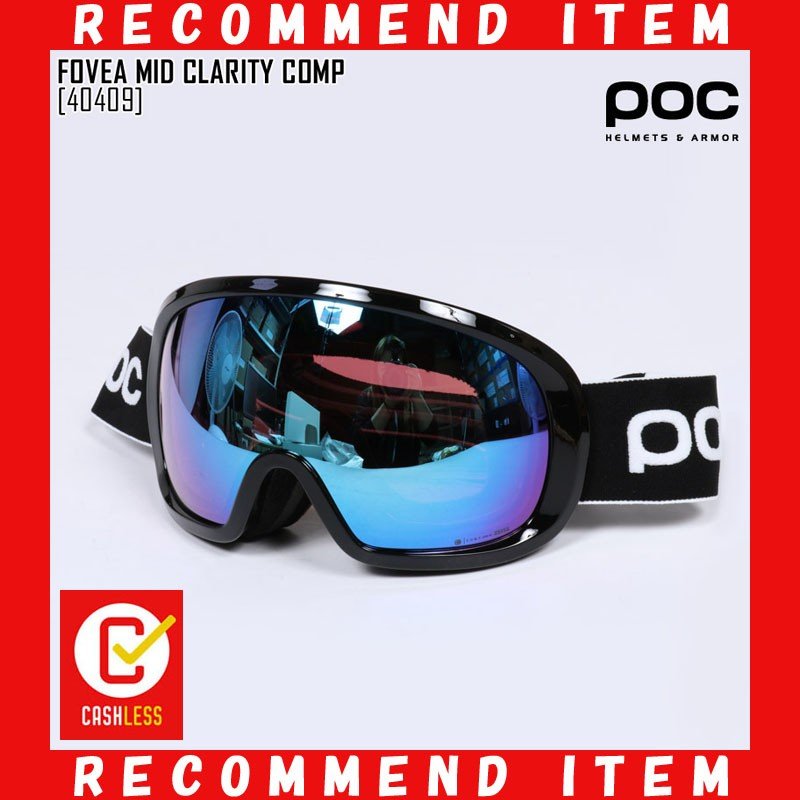 RECOMMEND ITEM
FOVEA MID CLARITY COMP
[40409]
POC
HELMETS & ARMOR
POC
POC
CASHLESS
RECOMMEND ITEM